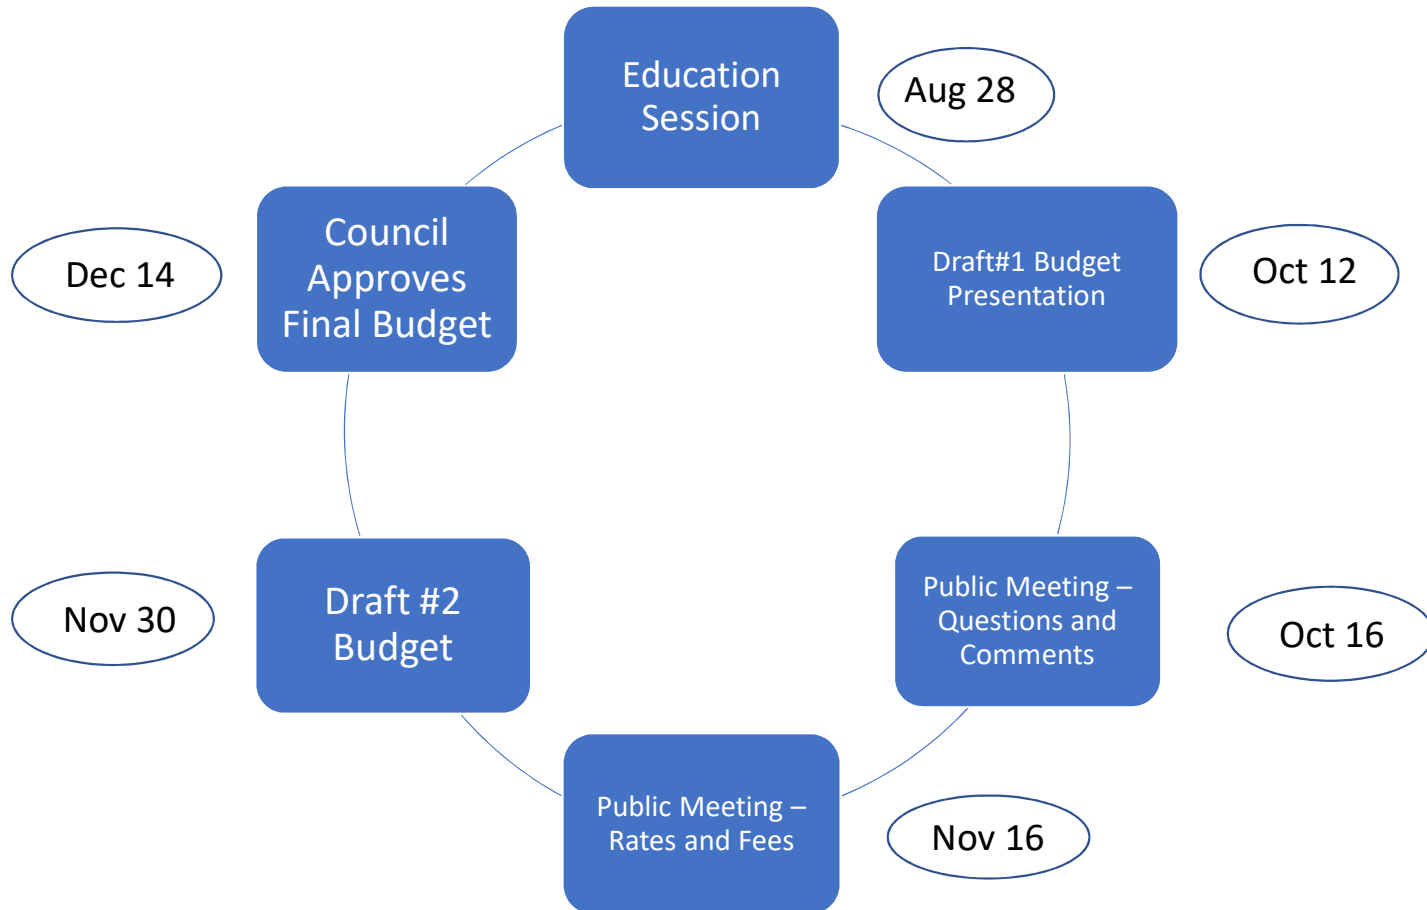 Education
Session
Aug 28
Draft#1 Budget
Presentation
Oct 12
Public Meeting –
Questions and
Comments
Oct 16
Public Meeting –
Rates and Fees
Nov 16
Draft #2
Budget
Nov 30
Council
Approves
Final Budget
Dec 14